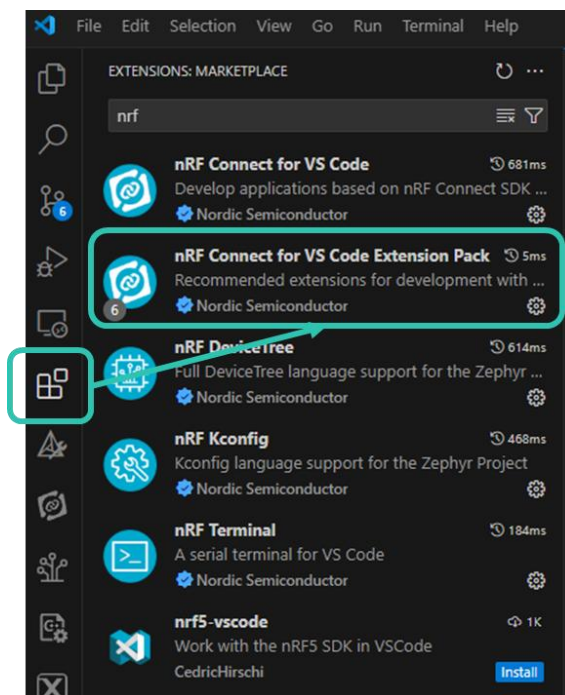 File Edit Selection View Go Run Terminal Help
EXTENSIONS: MARKETPLACE
nrf
nRF Connect for VS Code 681ms
Develop applications based on nRF Connect SDK ...
Nordic Semiconductor
nRF Connect for VS Code Extension Pack 5ms
Recommended extensions for development with ...
6 Nordic Semiconductor
6
nRF DeviceTree 614ms
Full DeviceTree language support for the Zephyr ...
Nordic Semiconductor
nRF Kconfig 468ms
Kconfig language support for the Zephyr Project
Nordic Semiconductor
nRF Terminal 184ms
A serial terminal for VS Code
Nordic Semiconductor
nrf5-vscode 1K
Work with the nRF5 SDK in VSCode
CedricHirschi Install